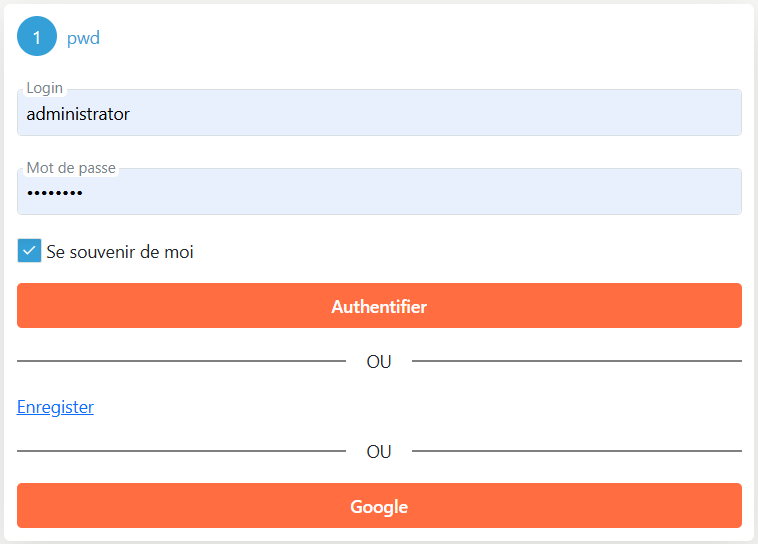 1 pwd
Login
administrator
Mot de passe
••••••••
Se souvenir de moi
Authentifier
OU
Enregister
OU
Google